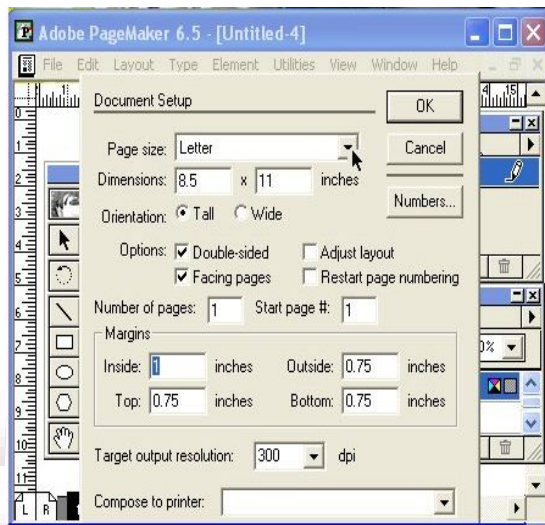 Adobe PageMaker 6.5 - [Untitled-4]
File Edit Layout Type Element Utilities View Window Help
Document Setup
OK
Page size: Letter
Cancel
Dimensions: 8.5 x 11 inches
Numbers...
Orientation: Tall Wide
Options: Double-sided Adjust layout
Facing pages Restart page numbering
Number of pages: 1 Start page #: 1
Margins
Inside: 1 inches Outside: 0.75 inches
Top: 0.75 inches Bottom: 0.75 inches
Target output resolution: 300 dpi
Compose to printer:
L R